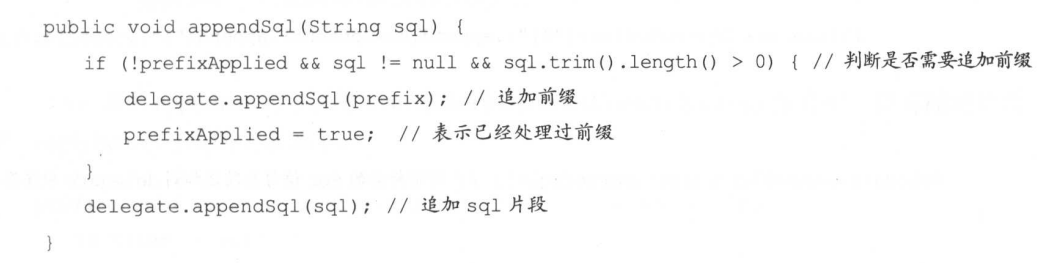 public void appendSql(String sql) {
if (!prefixApplied && sql != null && sql.trim().length() > 0) { // 判断是否需要追加前缀
delegate.appendSql(prefix); // 追加前缀
prefixApplied = true; // 表示已经处理过前缀
}
delegate.appendSql(sql); // 追加 sql 片段
}